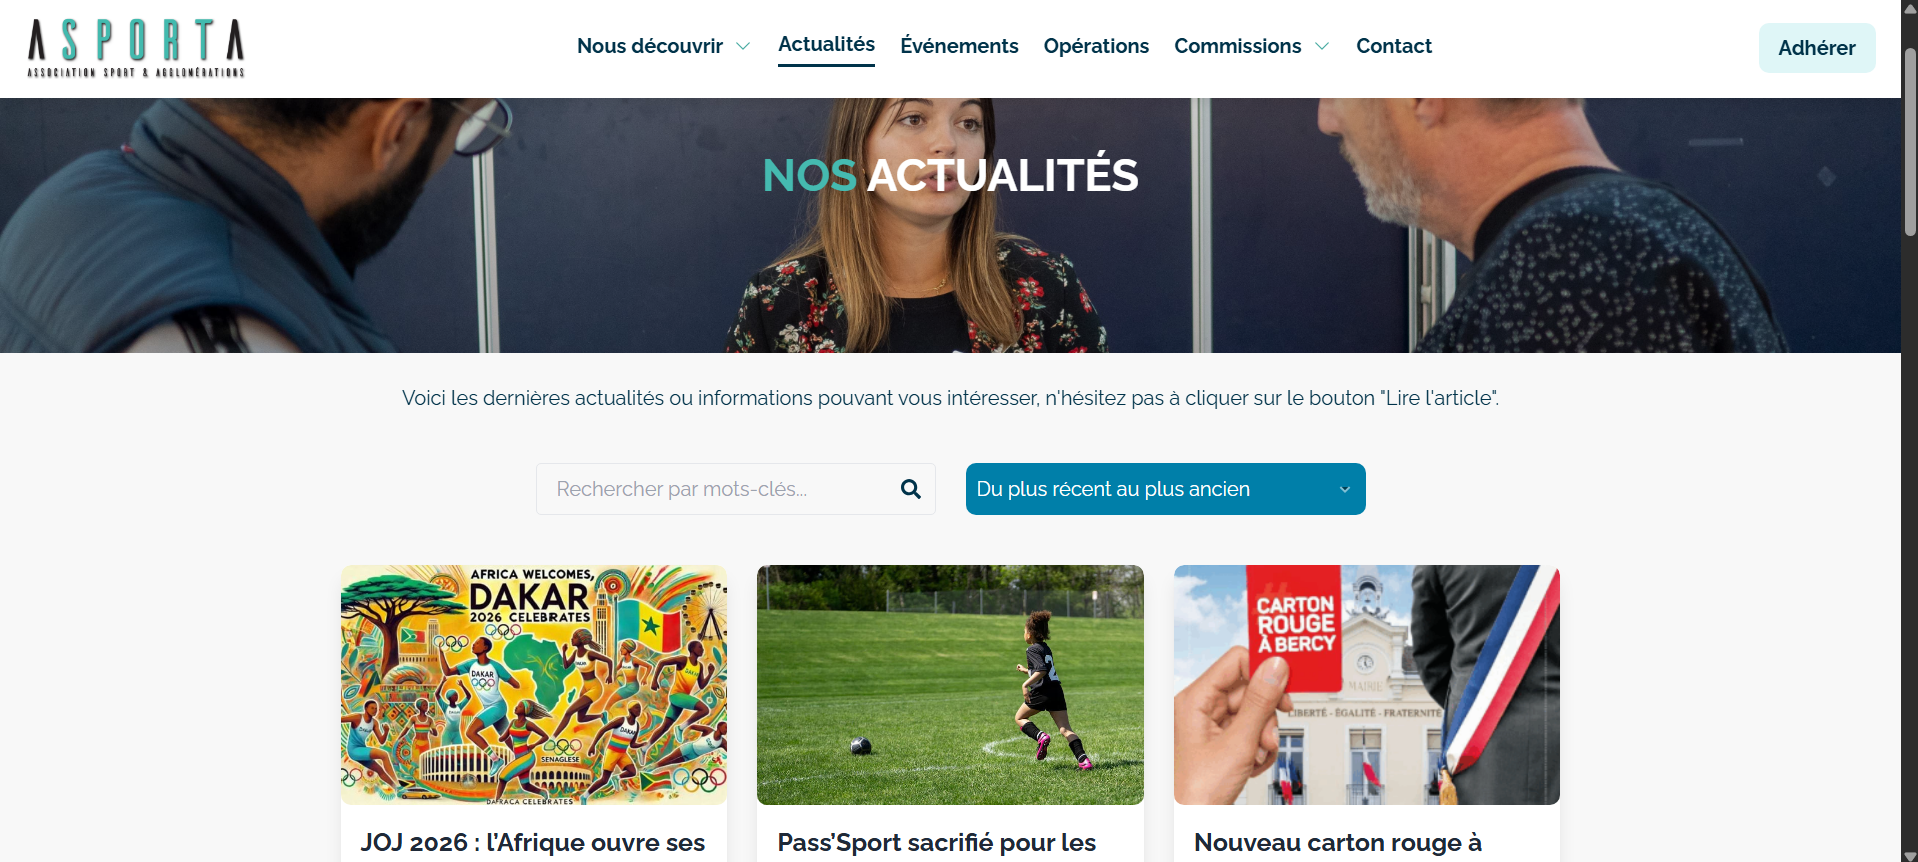 ASPORTA
ASSOCIATION SPORT & AGGLOMÉRATIONS
Nous découvrir
Actualités
Événements
Opérations
Commissions
Contact
Adhérer
NOS ACTUALITÉS
Voici les dernières actualités ou informations pouvant vous intéresser, n'hésitez pas à cliquer sur le bouton "Lire l'article".
Rechercher par mots-clés...
Du plus récent au plus ancien
AFRICA WELCOMES,
DAKAR
2026 CELEBRATES
DAKAR
DAKAR
SENAGLESE
DAFRACA CELEBRATES
2
CARTON
ROUGE
À BERCY
MAIRIE
LIBERTÉ - ÉGALITÉ - FRATERNITÉ
JOJ 2026 : l’Afrique ouvre ses
Pass’Sport sacrifié pour les
Nouveau carton rouge à